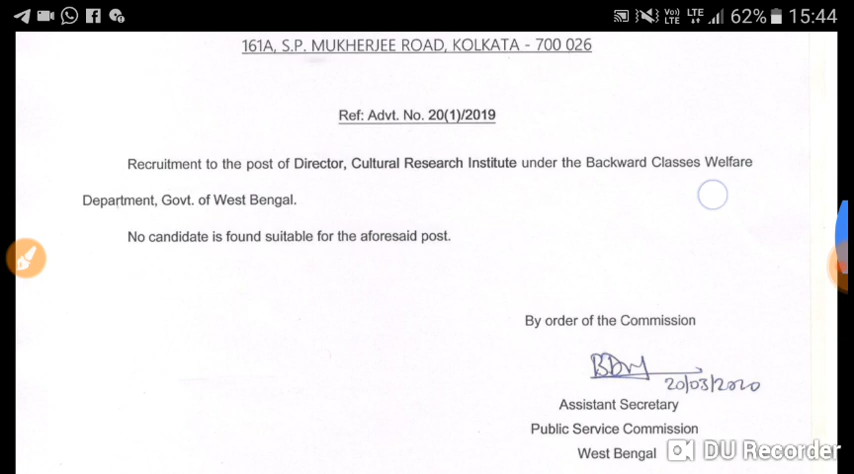 62% 15:44
161A, S.P. MUKHERJEE ROAD, KOLKATA - 700 026
Ref: Advt. No. 20(1)/2019
Recruitment to the post of Director, Cultural Research Institute under the Backward Classes Welfare
Department, Govt. of West Bengal.
No candidate is found suitable for the aforesaid post.
By order of the Commission
20/03/2020
Assistant Secretary
Public Service Commission
West Bengal
DU Recorder